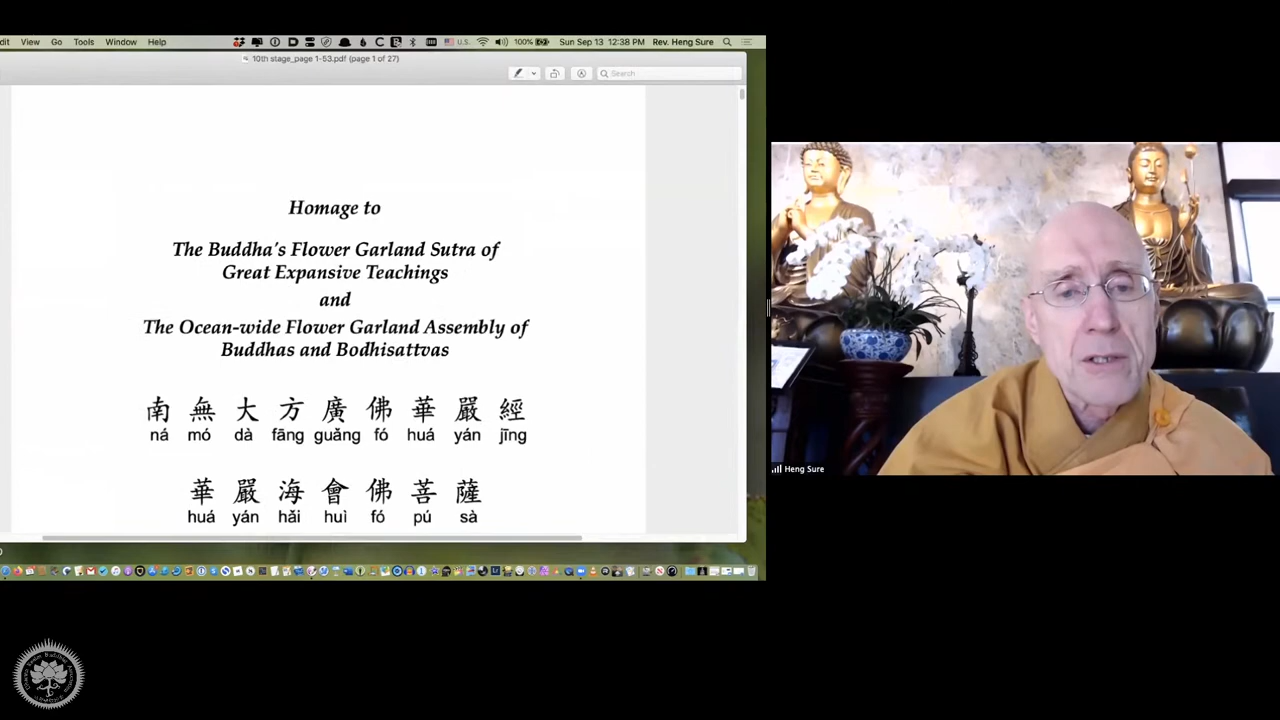 dit View Go Tools Window Help U.S. 100% Sun Sep 13 12:38 PM Rev. Heng Sure
10th stage_page 1-53.pdf (page 1 of 27)
Search
Homage to
The Buddha's Flower Garland Sutra of
Great Expansive Teachings
and
The Ocean-wide Flower Garland Assembly of
Buddhas and Bodhisattvas
南 無 大 方 廣 佛 華 嚴 經
ná mó dà fāng guǎng fó huá yán jīng
華 嚴 海 會 佛 菩 薩
huá yán hǎi huì fó pú sà
Heng Sure